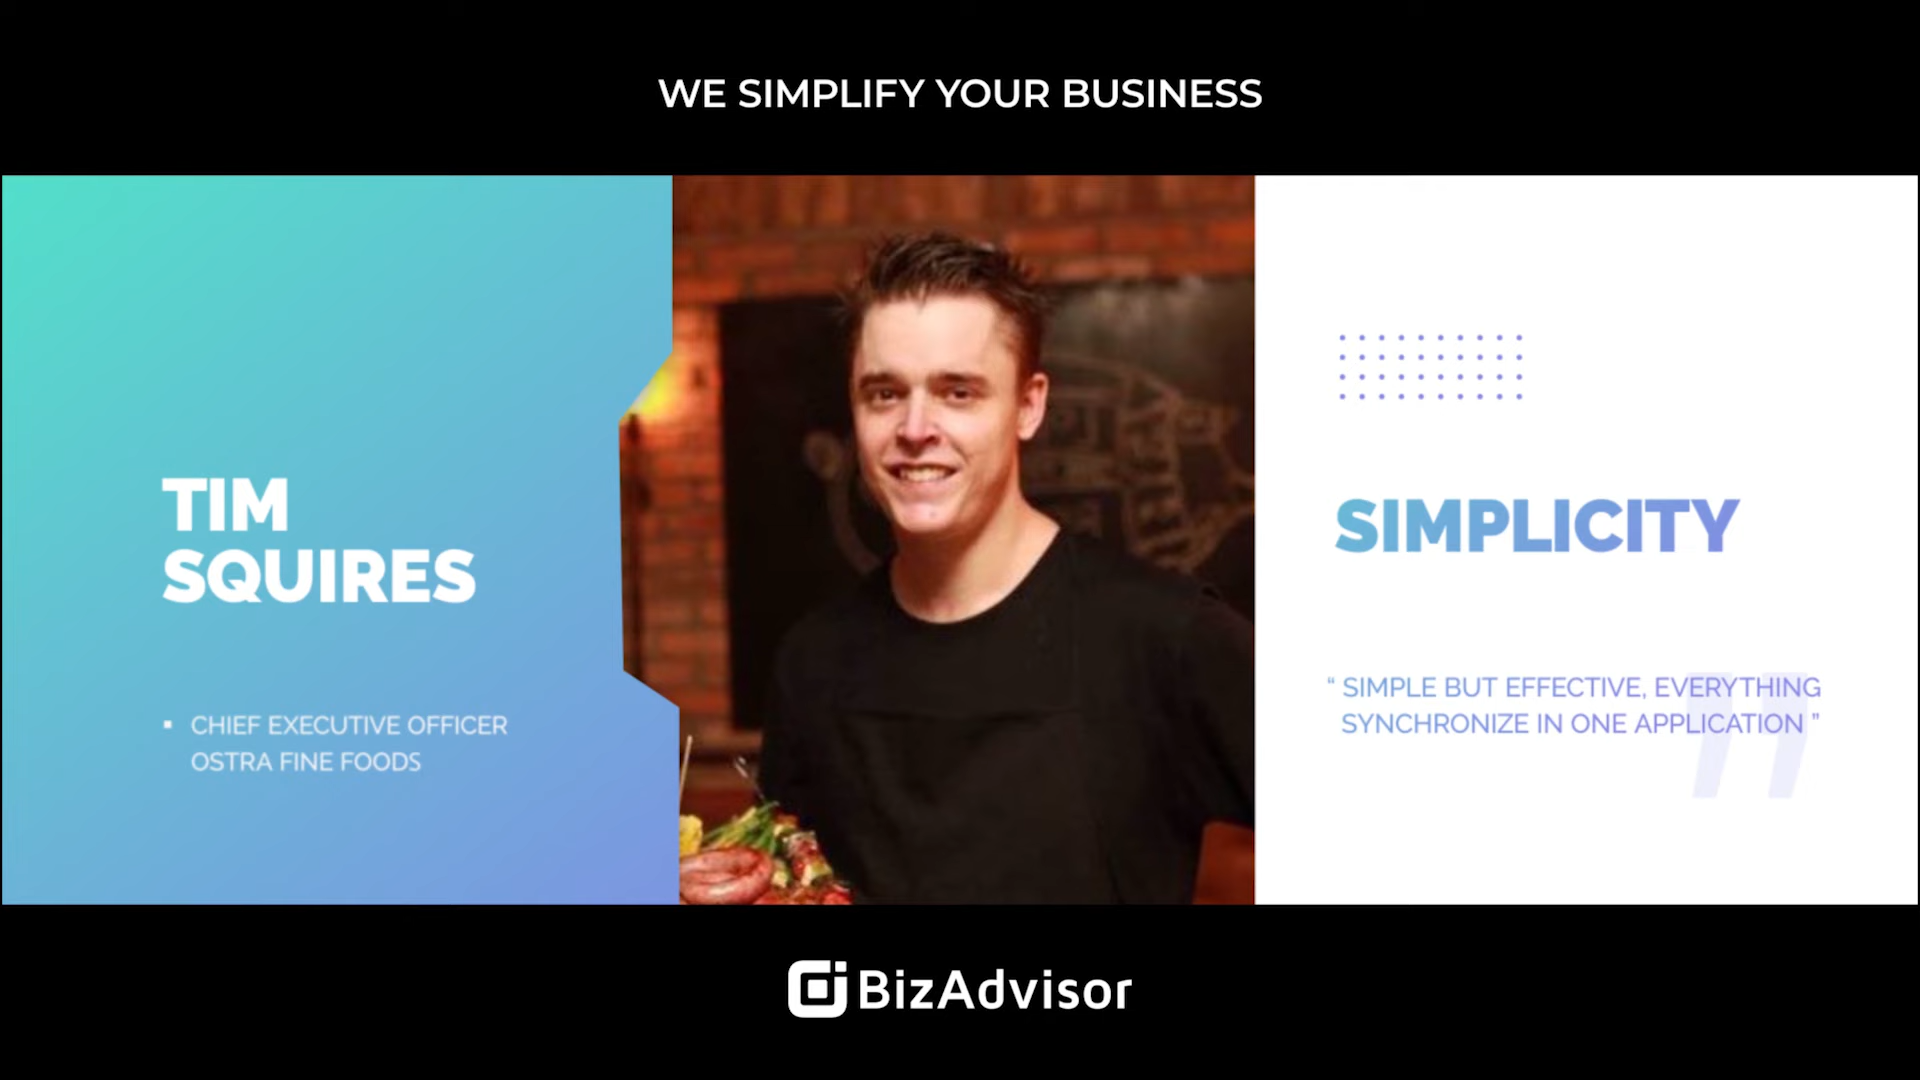 WE SIMPLIFY YOUR BUSINESS
TIM
SQUIRES
▪ CHIEF EXECUTIVE OFFICER
OSTRA FINE FOODS
SIMPLICITY
“ SIMPLE BUT EFFECTIVE, EVERYTHING
SYNCHRONIZE IN ONE APPLICATION ”
BizAdvisor